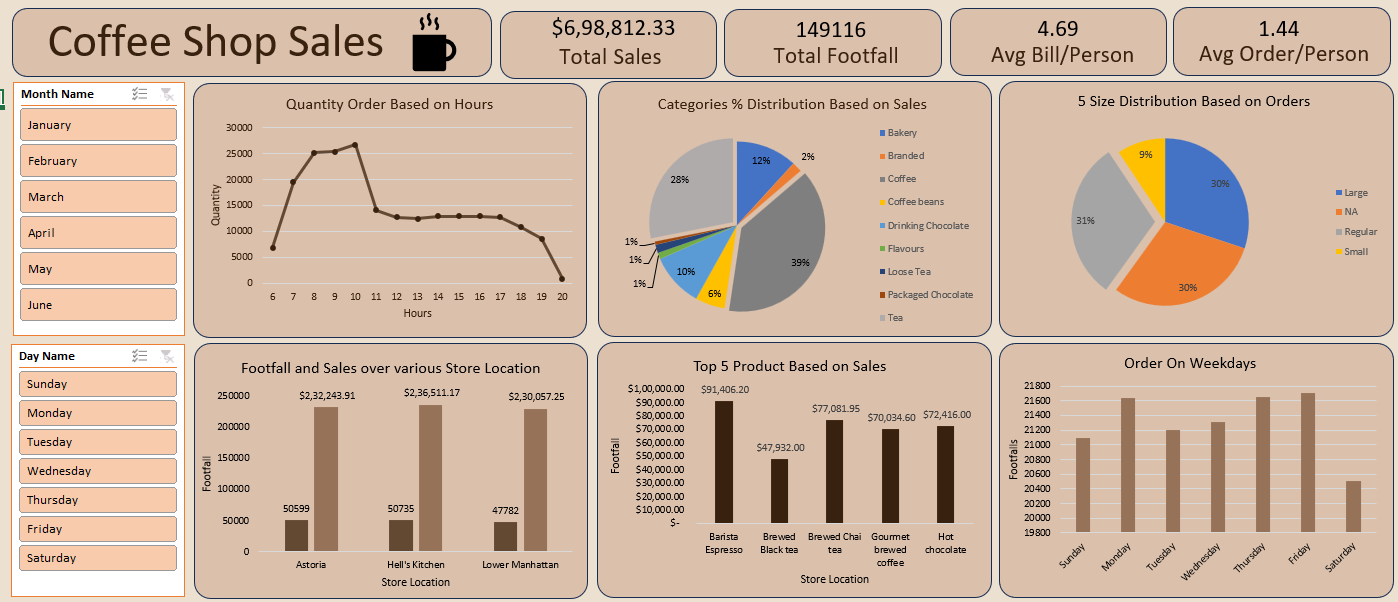 Coffee Shop Sales
$6,98,812.33
Total Sales
149116
Total Footfall
4.69
Avg Bill/Person
1.44
Avg Order/Person
Month Name
January
February
March
April
May
June
Day Name
Sunday
Monday
Tuesday
Wednesday
Thursday
Friday
Saturday
Quantity Order Based on Hours
30000
25000
20000
15000
10000
5000
0
Quantity
6 7 8 9 10 11 12 13 14 15 16 17 18 19 20
Hours
Categories % Distribution Based on Sales
12%
2%
39%
6%
10%
1%
1%
1%
28%
Bakery
Branded
Coffee
Coffee beans
Drinking Chocolate
Flavours
Loose Tea
Packaged Chocolate
Tea
5 Size Distribution Based on Orders
30%
30%
31%
9%
Large
NA
Regular
Small
Footfall and Sales over various Store Location
250000
200000
150000
100000
50000
0
Footfall
$2,32,243.91
$2,36,511.17
$2,30,057.25
50599
50735
47782
Astoria
Hell's Kitchen
Lower Manhattan
Store Location
Top 5 Product Based on Sales
$1,00,000.00
$90,000.00
$80,000.00
$70,000.00
$60,000.00
$50,000.00
$40,000.00
$30,000.00
$20,000.00
$10,000.00
$-
Footfall
$91,406.20
$47,932.00
$77,081.95
$70,034.60
$72,416.00
Barista
Espresso
Brewed
Black tea
Brewed Chai
tea
Gourmet
brewed
coffee
Hot
chocolate
Store Location
Order On Weekdays
21800
21600
21400
21200
21000
20800
20600
20400
20200
20000
19800
Footfalls
Sunday
Monday
Tuesday
Wednesday
Thursday
Friday
Saturday